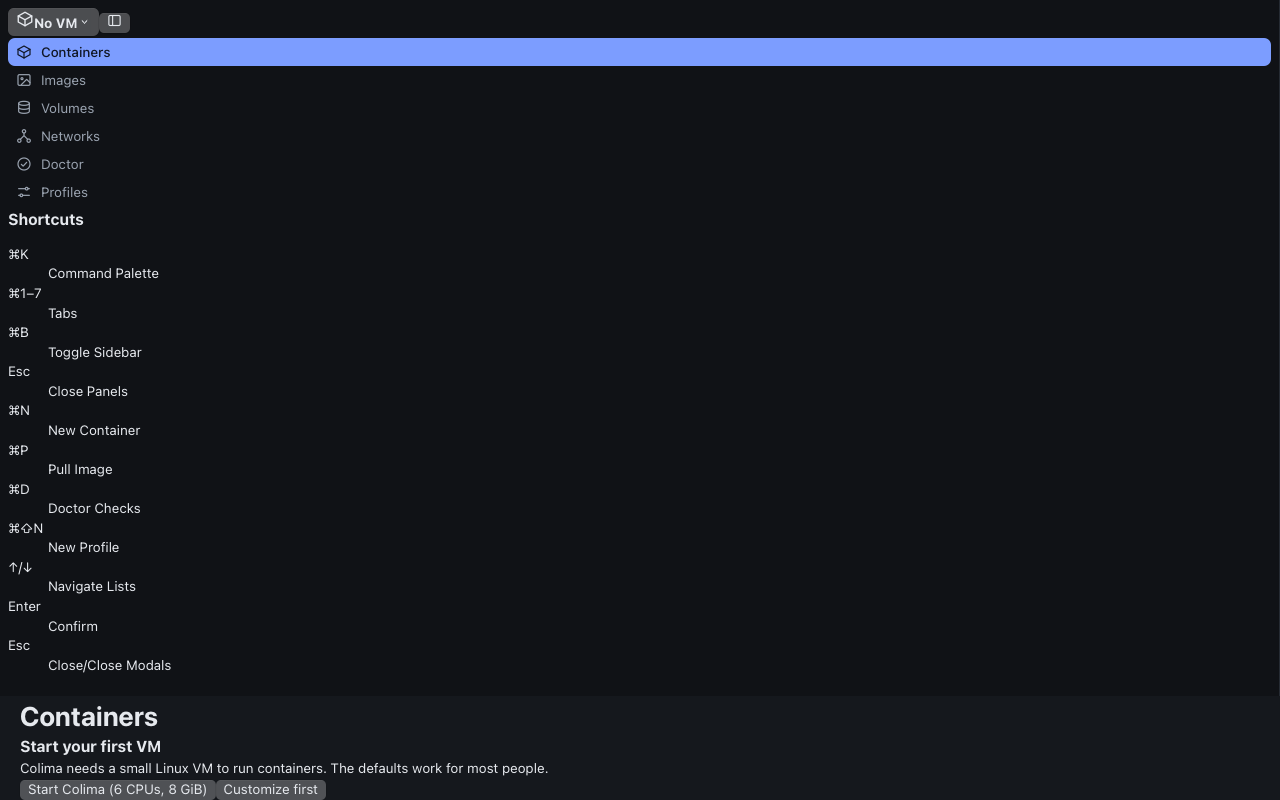 No VM
Containers
Images
Volumes
Networks
Doctor
Profiles
Shortcuts
⌘K
Command Palette
⌘1–7
Tabs
⌘B
Toggle Sidebar
Esc
Close Panels
⌘N
New Container
⌘P
Pull Image
⌘D
Doctor Checks
⌘⇧N
New Profile
↑/↓
Navigate Lists
Enter
Confirm
Esc
Close/Close Modals
Containers
Start your first VM
Colima needs a small Linux VM to run containers. The defaults work for most people.
Start Colima (6 CPUs, 8 GiB) Customize first